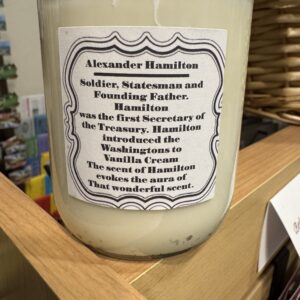 Alexander Hamilton
Soldier, Statesman and
Founding Father.
Hamilton
was the first Secretary of
the Treasury. Hamilton
introduced the
Washingtons to
Vanilla Cream
The scent of Hamilton
evokes the aura of
That wonderful scent.